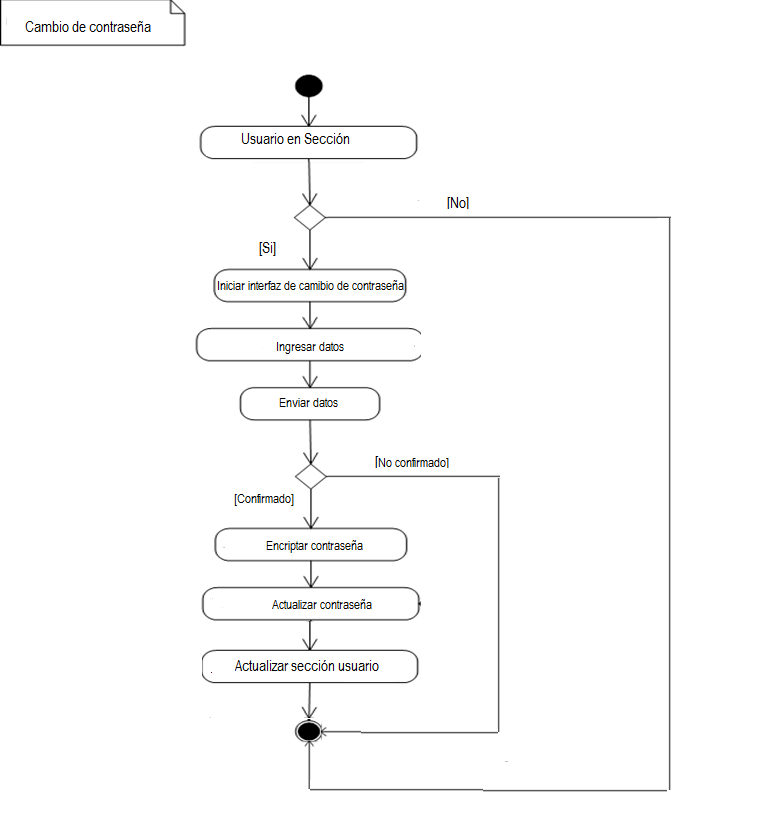 Cambio de contraseña
Usuario en Sección
[No]
[Si]
Iniciar interfaz de camibio de contraseña
Ingresar datos
Enviar datos
[No confirmado]
[Confirmado]
Encriptar contraseña
Actualizar contraseña
Actualizar sección usuario